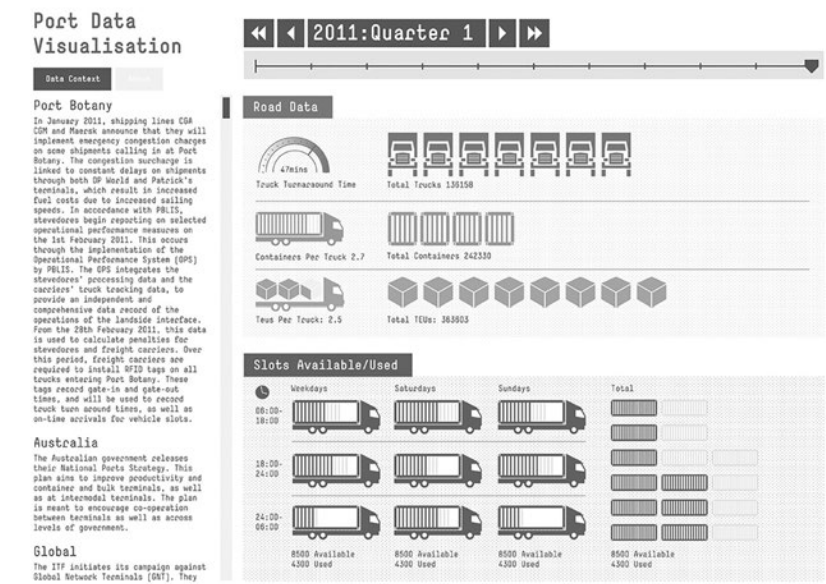 Port Data
Visualisation
Data Context
Port Botany
In January 2011, shipping lines CGA
CGM and Maersk announce that they will
implement emergency congestion charges
on some shipments calling in at Port
Botany. The congestion surcharge is
linked to constant delays on shipments
through both DP World and Patrick's
terminals, which result in increased
fuel costs due to increased sailing
speeds. In accordance with PBLIS,
stevedores begin reporting on selected
operational performance measures on
the 1st February 2011. This occurs
through the implementation of the
Operational Performance System (OPS)
by PBLIS. The OPS integrates the
stevedores' processing data and the
carriers' truck tracking data, to
provide an independent and
comprehensive data record of the
operations of the landside interface.
From the 28th February 2011, this data
is used to calculate penalties for
stevedores and freight carriers. Over
this period, freight carriers are
required to install RFID tags on all
trucks entering Port Botany. These
tags record gate-in and gate-out
times, and will be used to record
truck turn around times, as well as
on-time arrivals for vehicle slots.
Australia
The Australian government releases
their National Ports Strategy. This
plan aims to improve productivity and
container and bulk terminals, as well
as at intermodal terminals. The plan
is meant to encourage co-operation
between terminals as well as across
levels of government.
Global
The ITF initiates its campaign against
Global Network Terminals (GNT). They
2011:Quarter 1
Road Data
47mins
Truck Turnaround Time
Total Trucks 136158
Containers Per Truck 2.7
Total Containers 242330
Teus Per Truck: 2.5
Total TEUs: 363603
Slots Available/Used
Weekdays Saturdays Sundays Total
06:00-
18:00
18:00-
24:00
24:00-
06:00
8500 Available 8500 Available 8500 Available 8500 Available
4300 Used 4300 Used 4300 Used 4300 Used